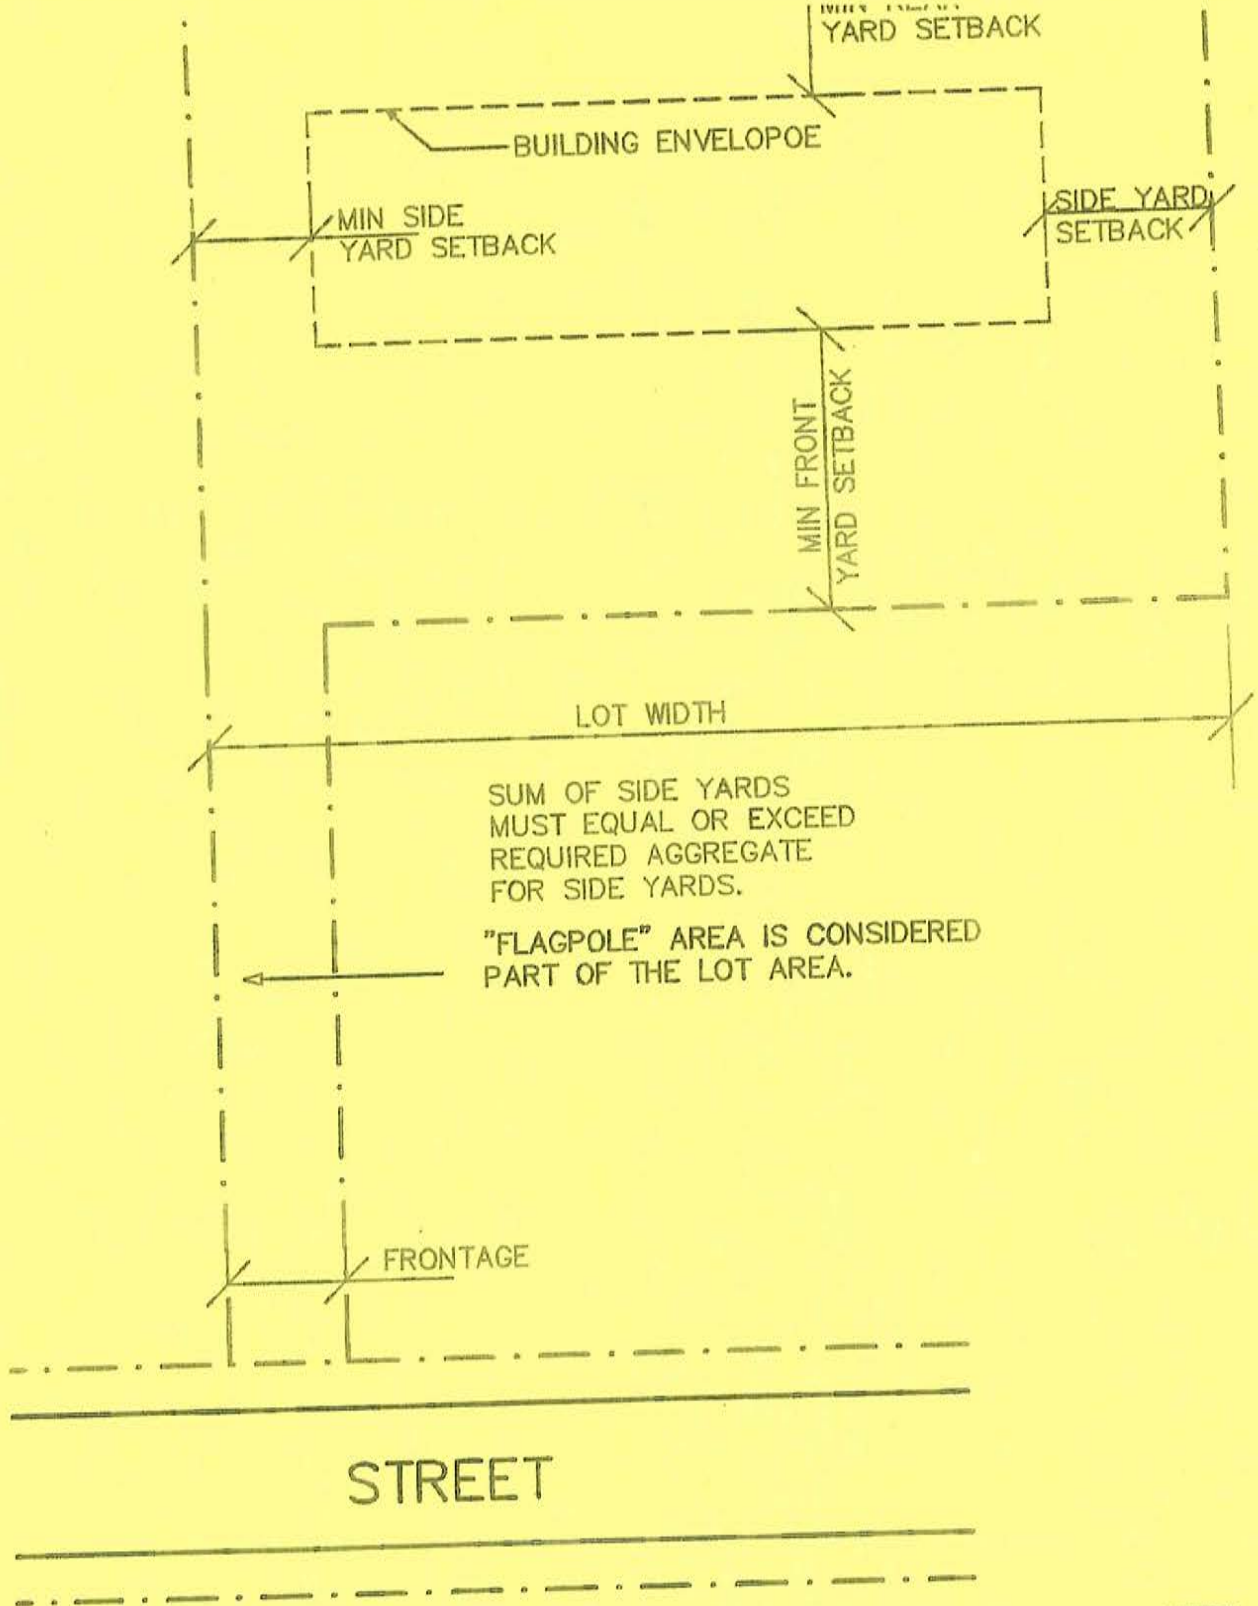 YARD SETBACK
BUILDING ENVELOPOE
MIN SIDE
YARD SETBACK
SIDE YARD
SETBACK
MIN FRONT
YARD SETBACK
LOT WIDTH
SUM OF SIDE YARDS
MUST EQUAL OR EXCEED
REQUIRED AGGREGATE
FOR SIDE YARDS.
"FLAGPOLE" AREA IS CONSIDERED
PART OF THE LOT AREA.
FRONTAGE
STREET